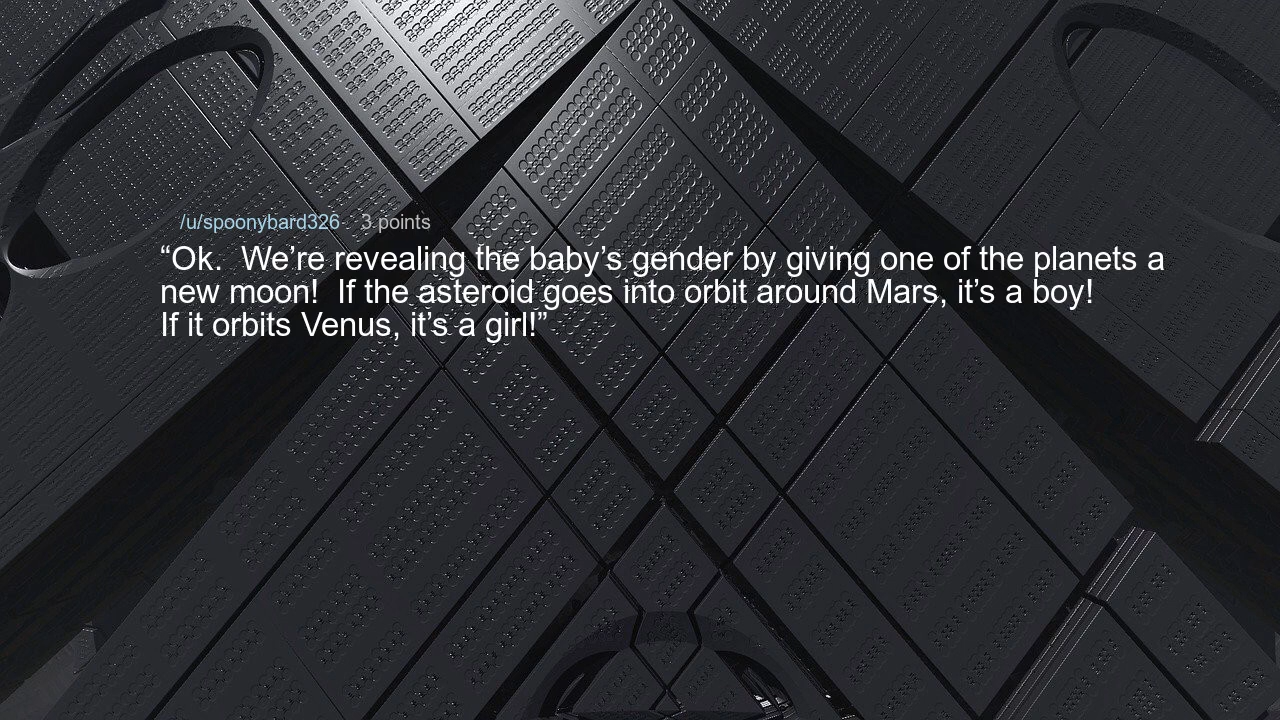 /u/spoonybard326 3 points
“Ok.  We’re revealing the baby’s gender by giving one of the planets a
new moon!  If the asteroid goes into orbit around Mars, it’s a boy!
If it orbits Venus, it’s a girl!”